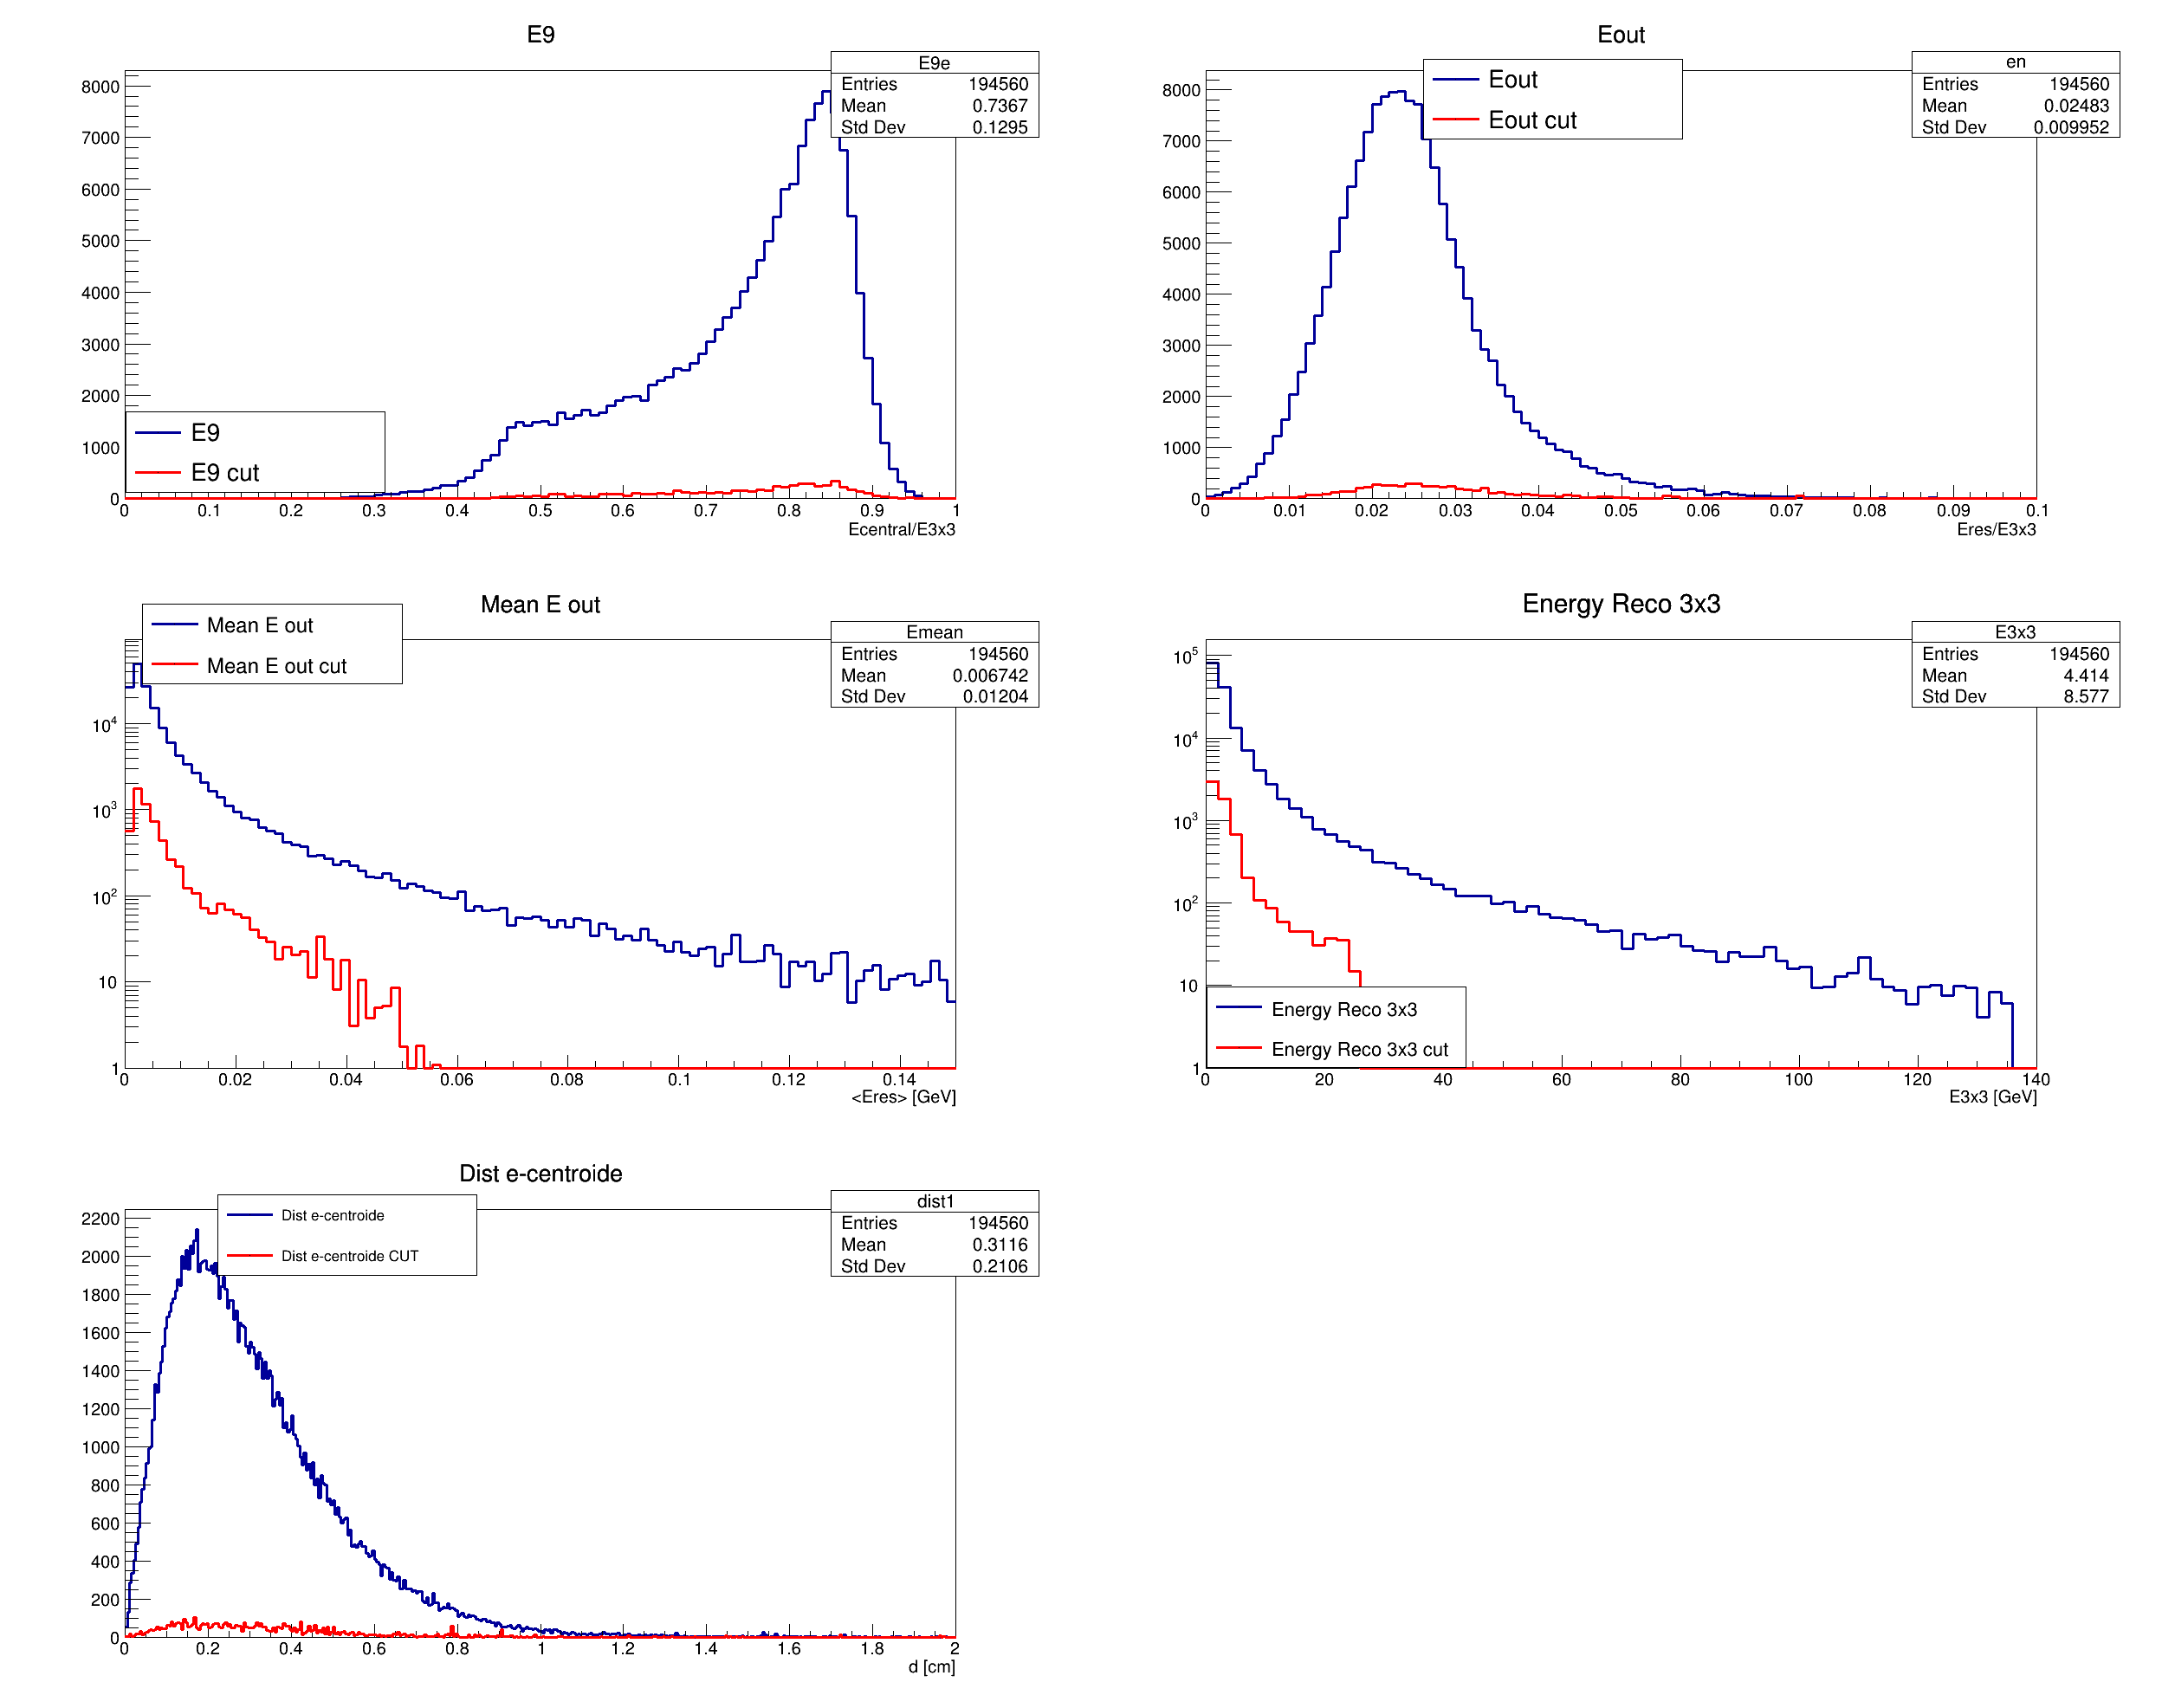 E9
E9e
Entries 194560
Mean 0.7367
Std Dev 0.1295
8000
7000
6000
5000
4000
3000
2000
1000
0
E9
E9 cut
0 0.1 0.2 0.3 0.4 0.5 0.6 0.7 0.8 0.9 1
Ecentral/E3x3
Eout
Eout
Eout cut
en
Entries 194560
Mean 0.02483
Std Dev 0.009952
8000
7000
6000
5000
4000
3000
2000
1000
0
0 0.01 0.02 0.03 0.04 0.05 0.06 0.07 0.08 0.09 0.1
Eres/E3x3
Mean E out
Mean E out
Mean E out cut
Emean
Entries 194560
Mean 0.006742
Std Dev 0.01204
10^4
10^3
10^2
10
1
0 0.02 0.04 0.06 0.08 0.1 0.12 0.14
<Eres> [GeV]
Energy Reco 3x3
E3x3
Entries 194560
Mean 4.414
Std Dev 8.577
10^5
10^4
10^3
10^2
10
1
Energy Reco 3x3
Energy Reco 3x3 cut
0 20 40 60 80 100 120 140
E3x3 [GeV]
Dist e-centroide
Dist e-centroide
Dist e-centroide CUT
dist1
Entries 194560
Mean 0.3116
Std Dev 0.2106
2200
2000
1800
1600
1400
1200
1000
800
600
400
200
0
0 0.2 0.4 0.6 0.8 1 1.2 1.4 1.6 1.8 2
d [cm]